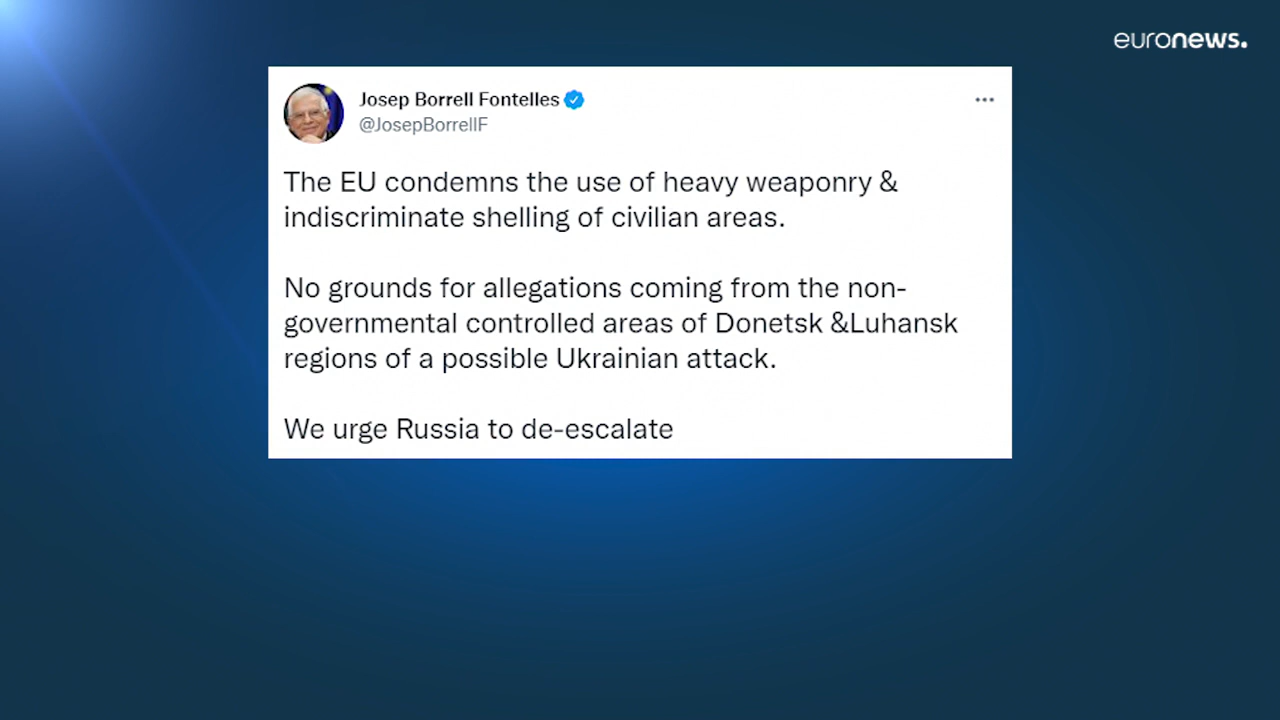 euronews.
Josep Borrell Fontelles
@JosepBorrellF
The EU condemns the use of heavy weaponry &
indiscriminate shelling of civilian areas.
No grounds for allegations coming from the non-
governmental controlled areas of Donetsk &Luhansk
regions of a possible Ukrainian attack.
We urge Russia to de-escalate